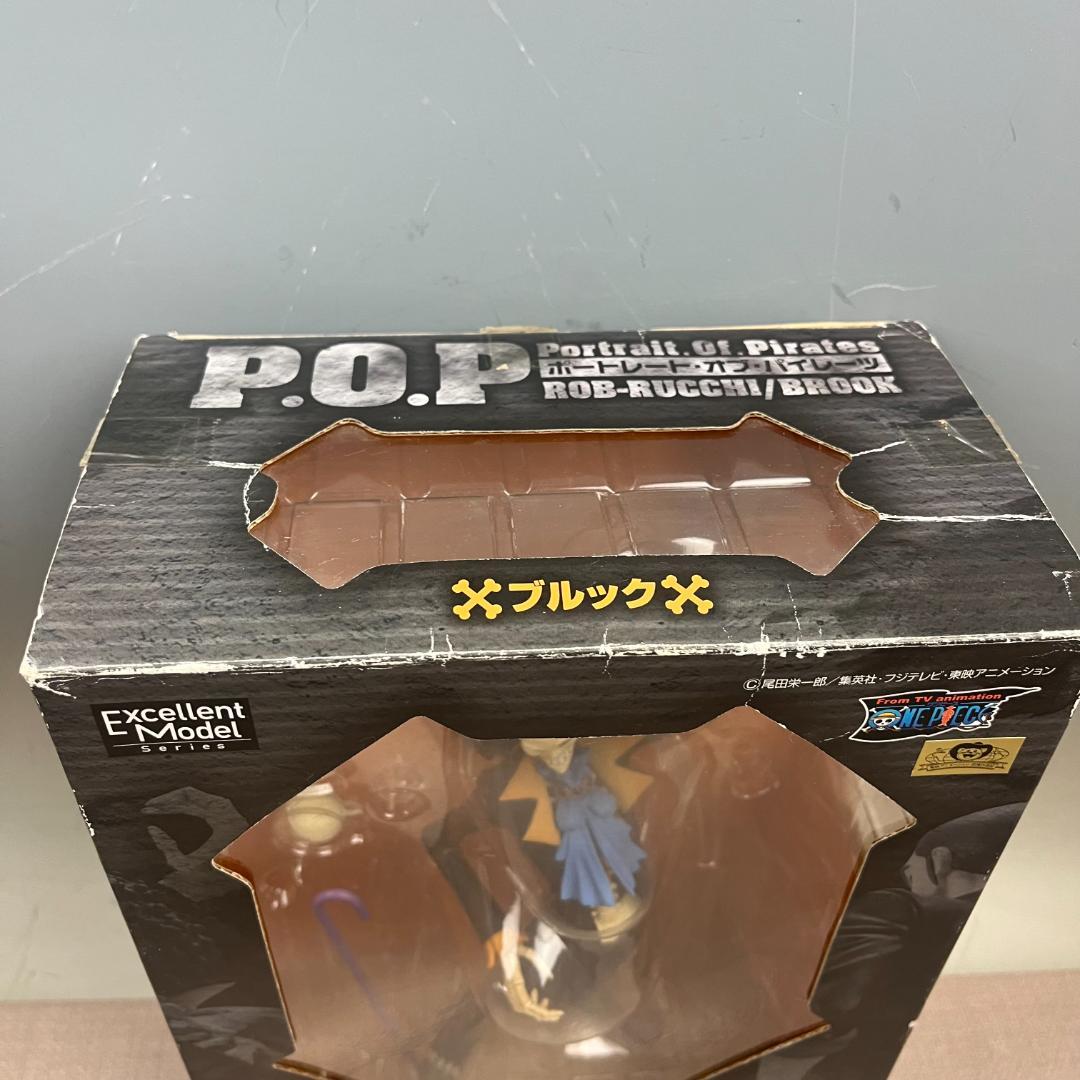 P.O.P
Portrait.Of.Pirates
ポートレート・オブ・パイレーツ
ROB-RUCCHI/BROOK
ブルック
©尾田栄一郎／集英社・フジテレビ・東映アニメーション
Excellent
Model
Series
From TV animation
ONE PIECE